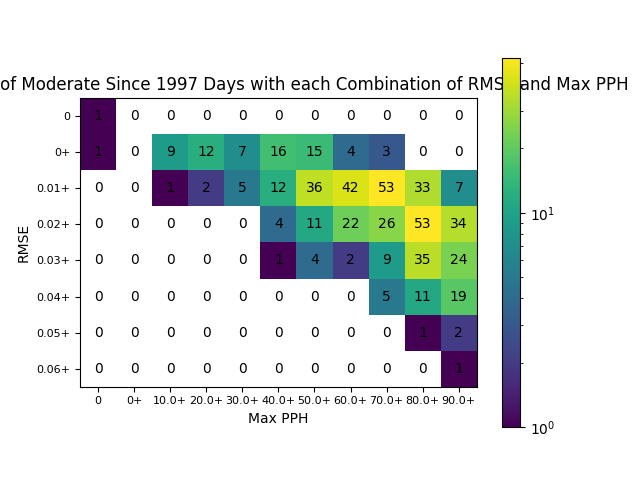 of Moderate Since 1997 Days with each Combination of RMSE and Max PPH
0 1 0 0 0 0 0 0 0 0 0 0
0+ 1 0 9 12 7 16 15 4 3 0 0
0.01+ 0 0 1 2 5 12 36 42 53 33 7
0.02+ 0 0 0 0 0 4 11 22 26 53 34
0.03+ 0 0 0 0 0 1 4 2 9 35 24
0.04+ 0 0 0 0 0 0 0 0 5 11 19
0.05+ 0 0 0 0 0 0 0 0 0 1 2
0.06+ 0 0 0 0 0 0 0 0 0 0 1
RMSE
0 0+ 10.0+ 20.0+ 30.0+ 40.0+ 50.0+ 60.0+ 70.0+ 80.0+ 90.0+
Max PPH
10¹
10⁰